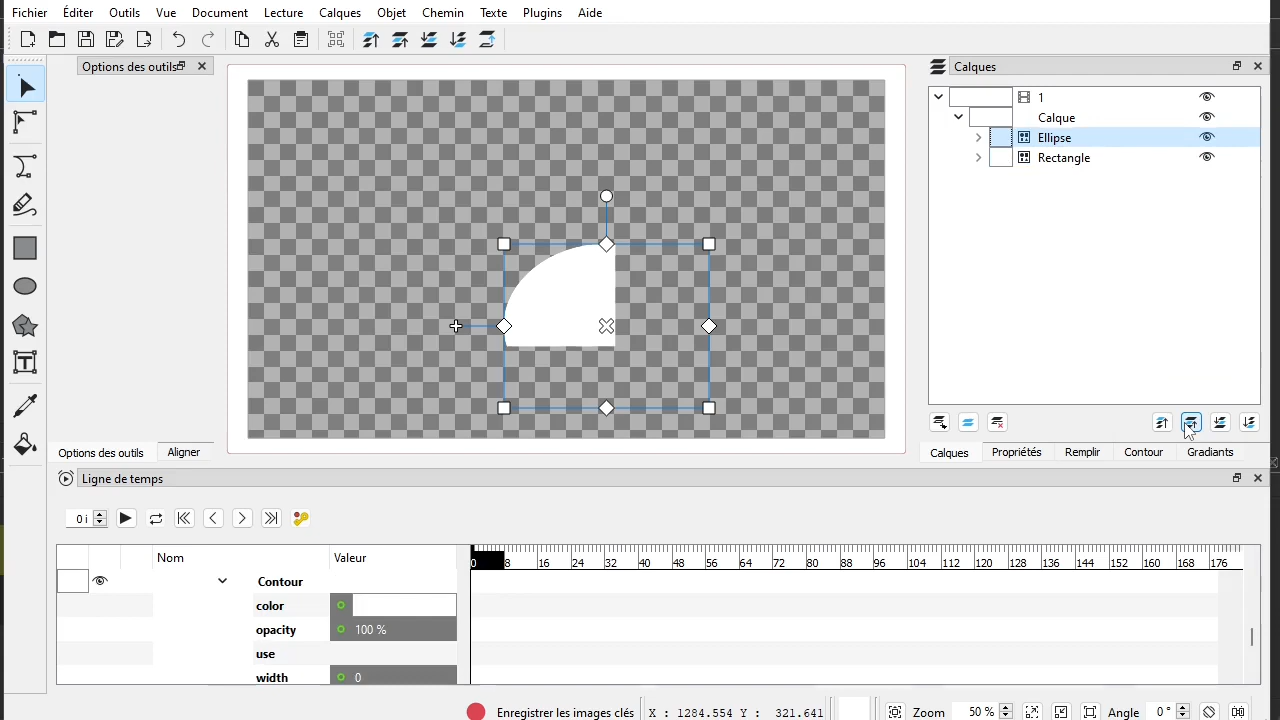 Fichier Éditer Outils Vue Document Lecture Calques Objet Chemin Texte Plugins Aide
Options des outils
Calques
1
Calque
Ellipse
Rectangle
Options des outils Aligner
Calques Propriétés Remplir Contour Gradiants
Ligne de temps
0 i
Nom Valeur
0 8 16 24 32 40 48 56 64 72 80 88 96 104 112 120 128 136 144 152 160 168 176
Contour
color
opacity 100 %
use
width 0
Enregistrer les images clés X : 1284.554 Y : 321.641 Zoom 50 % Angle 0°